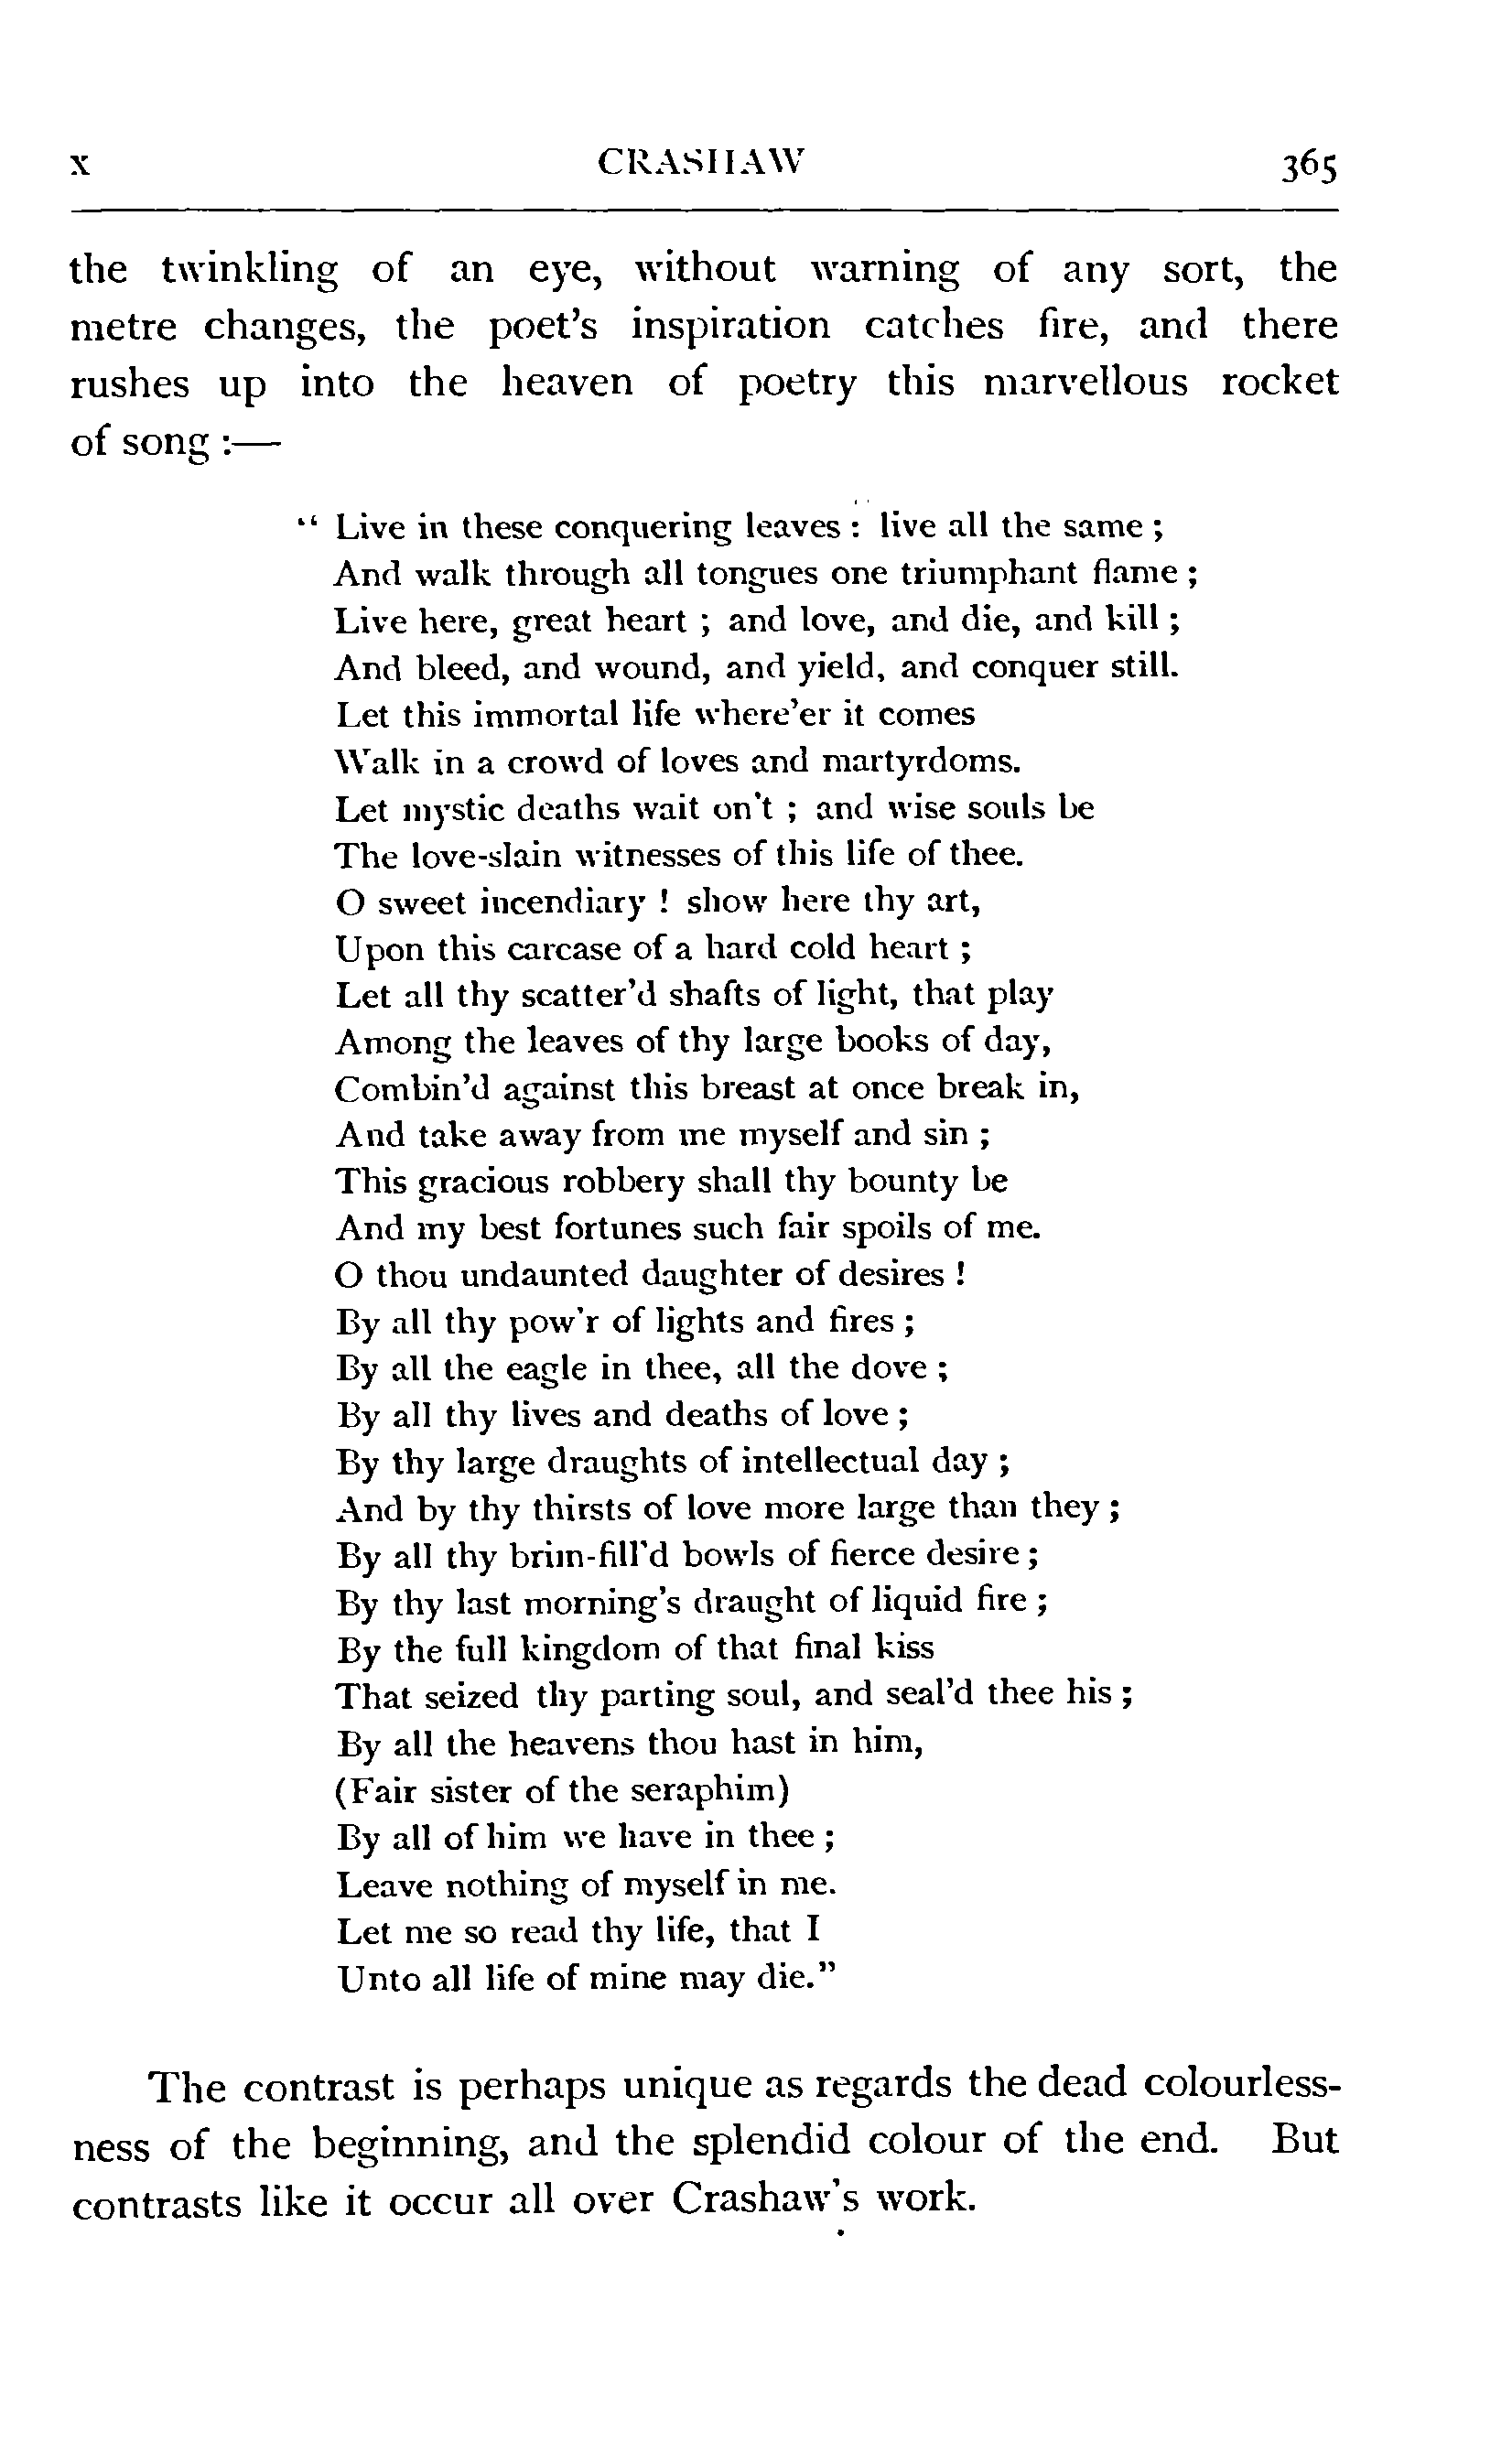 x CRASHAW 365
the twinkling of an eye, without warning of any sort, the
metre changes, the poet's inspiration catches fire, and there
rushes up into the heaven of poetry this marvellous rocket
of song :—
" Live in these conquering leaves : live all the same ;
And walk through all tongues one triumphant flame ;
Live here, great heart ; and love, and die, and kill ;
And bleed, and wound, and yield, and conquer still.
Let this immortal life where'er it comes
Walk in a crowd of loves and martyrdoms.
Let mystic deaths wait on't ; and wise souls be
The love-slain witnesses of this life of thee.
O sweet incendiary ! show here thy art,
Upon this carcase of a hard cold heart ;
Let all thy scatter'd shafts of light, that play
Among the leaves of thy large books of day,
Combin'd against this breast at once break in,
And take away from me myself and sin ;
This gracious robbery shall thy bounty be
And my best fortunes such fair spoils of me.
O thou undaunted daughter of desires !
By all thy pow'r of lights and fires ;
By all the eagle in thee, all the dove ;
By all thy lives and deaths of love ;
By thy large draughts of intellectual day ;
And by thy thirsts of love more large than they ;
By all thy brim-fill'd bowls of fierce desire ;
By thy last morning's draught of liquid fire ;
By the full kingdom of that final kiss
That seized thy parting soul, and seal'd thee his ;
By all the heavens thou hast in him,
(Fair sister of the seraphim)
By all of him we have in thee ;
Leave nothing of myself in me.
Let me so read thy life, that I
Unto all life of mine may die."
The contrast is perhaps unique as regards the dead colourless-
ness of the beginning, and the splendid colour of the end. But
contrasts like it occur all over Crashaw's work.